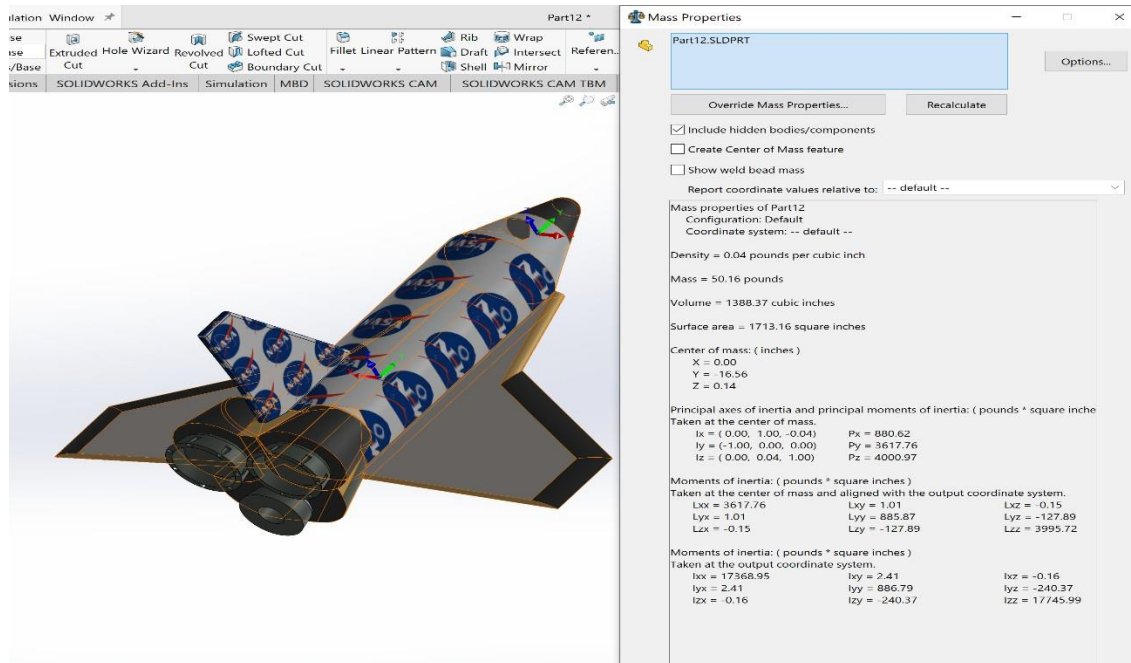 ulation Window
Part12 *
se
Extruded Cut
Hole Wizard
Revolved Cut
Swept Cut
Lofted Cut
Boundary Cut
Fillet
Linear Pattern
Rib
Draft
Shell
Wrap
Intersect
Mirror
Referen...
s/Base
sions
SOLIDWORKS Add-Ins
Simulation
MBD
SOLIDWORKS CAM
SOLIDWORKS CAM TBM
NASA
Mass Properties
Part12.SLDPRT
Options...
Override Mass Properties...
Recalculate
Include hidden bodies/components
Create Center of Mass feature
Show weld bead mass
Report coordinate values relative to: -- default --
Mass properties of Part12
Configuration: Default
Coordinate system: -- default --
Density = 0.04 pounds per cubic inch
Mass = 50.16 pounds
Volume = 1388.37 cubic inches
Surface area = 1713.16 square inches
Center of mass: ( inches )
X = 0.00
Y = -16.56
Z = 0.14
Principal axes of inertia and principal moments of inertia: ( pounds * square inche
Taken at the center of mass.
Ix = ( 0.00, 1.00, -0.04) Px = 880.62
Iy = (-1.00, 0.00, 0.00) Py = 3617.76
Iz = ( 0.00, 0.04, 1.00) Pz = 4000.97
Moments of inertia: ( pounds * square inches )
Taken at the center of mass and aligned with the output coordinate system.
Lxx = 3617.76 Lxy = 1.01 Lxz = -0.15
Lyx = 1.01 Lyy = 885.87 Lyz = -127.89
Lzx = -0.15 Lzy = -127.89 Lzz = 3995.72
Moments of inertia: ( pounds * square inches )
Taken at the output coordinate system.
Ixx = 17368.95 Ixy = 2.41 Ixz = -0.16
Iyx = 2.41 Iyy = 886.79 Iyz = -240.37
Izx = -0.16 Izy = -240.37 Izz = 17745.99